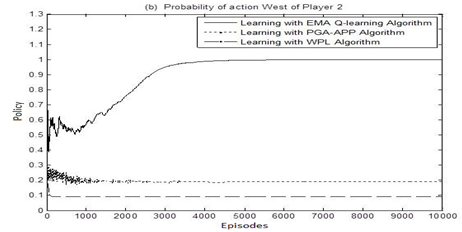 (b) Probability of action West of Player 2
Learning with EMA Q-learning Algorithm
Learning with PGA-APP Algorithm
Learning with WPL Algorithm
Policy
1.3
1.2
1.1
1
0.9
0.8
0.7
0.6
0.5
0.4
0.3
0.2
0.1
0
0 1000 2000 3000 4000 5000 6000 7000 8000 9000 10000
Episodes